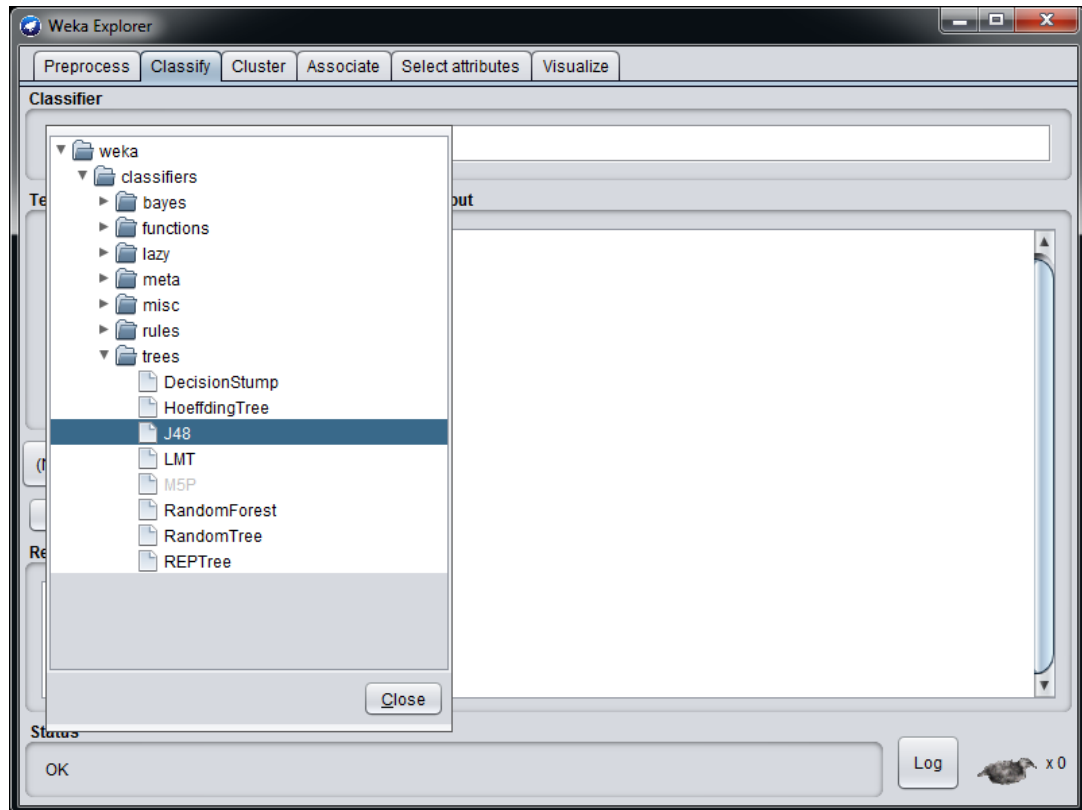 Weka Explorer
Preprocess Classify Cluster Associate Select attributes Visualize
Classifier
weka
classifiers
bayes
functions
lazy
meta
misc
rules
trees
DecisionStump
HoeffdingTree
J48
LMT
M5P
RandomForest
RandomTree
REPTree
Close
Status
OK
Log
x 0